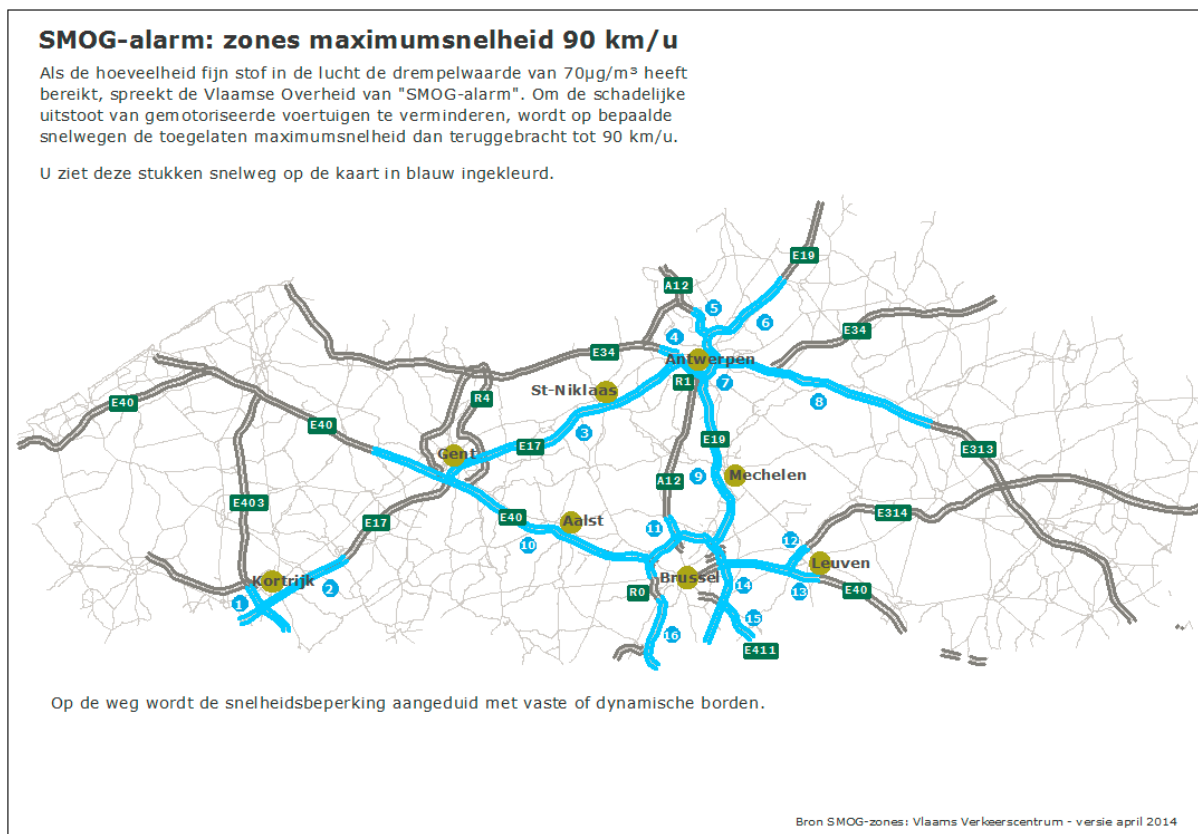 SMOG-alarm: zones maximumsnelheid 90 km/u
Als de hoeveelheid fijn stof in de lucht de drempelwaarde van 70µg/m³ heeft
bereikt, spreekt de Vlaamse Overheid van "SMOG-alarm". Om de schadelijke
uitstoot van gemotoriseerde voertuigen te verminderen, wordt op bepaalde
snelwegen de toegelaten maximumsnelheid dan teruggebracht tot 90 km/u.
U ziet deze stukken snelweg op de kaart in blauw ingekleurd.
E19
A12
5
6
E34
4
E34
Antwerpen
R1
7
St-Niklaas
R4
E40
8
E40
3
E19
E17
E313
Gent
9
Mechelen
A12
E403
E17
E40
Aalst
10
11
E314
12
Leuven
Kortrijk
1
2
Brussel
R0
14
13
E40
15
16
E411
Op de weg wordt de snelheidsbeperking aangeduid met vaste of dynamische borden.
Bron SMOG-zones: Vlaams Verkeerscentrum - versie april 2014